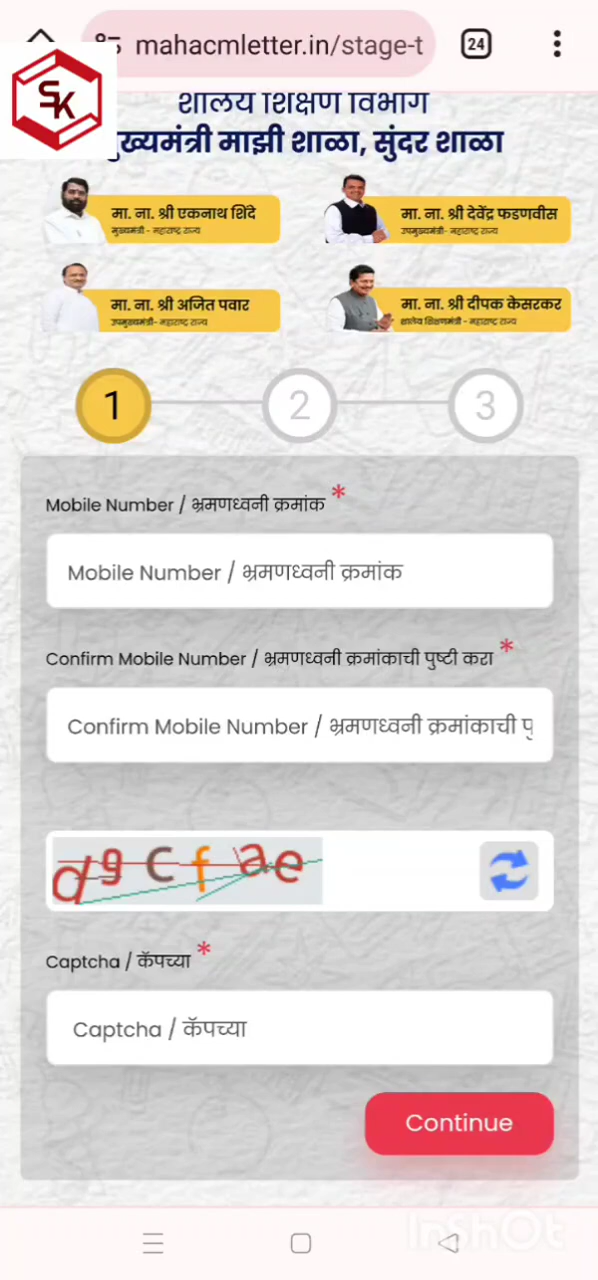 mahacmletter.in/stage-t
24
SK
शालेय शिक्षण विभाग
मुख्यमंत्री माझी शाळा, सुंदर शाळा
मा. ना. श्री एकनाथ शिंदे
मुख्यमंत्री - महाराष्ट्र राज्य
मा. ना. श्री देवेंद्र फडणवीस
उपमुख्यमंत्री- महाराष्ट्र राज्य
मा. ना. श्री अजित पवार
उपमुख्यमंत्री- महाराष्ट्र राज्य
मा. ना. श्री दीपक केसरकर
शालेय शिक्षणमंत्री - महाराष्ट्र राज्य
1 2 3
Mobile Number / भ्रमणध्वनी क्रमांक *
Mobile Number / भ्रमणध्वनी क्रमांक
Confirm Mobile Number / भ्रमणध्वनी क्रमांकाची पुष्टी करा *
Confirm Mobile Number / भ्रमणध्वनी क्रमांकाची पु
dgcfae
Captcha / कॅपच्या *
Captcha / कॅपच्या
Continue
InShOt